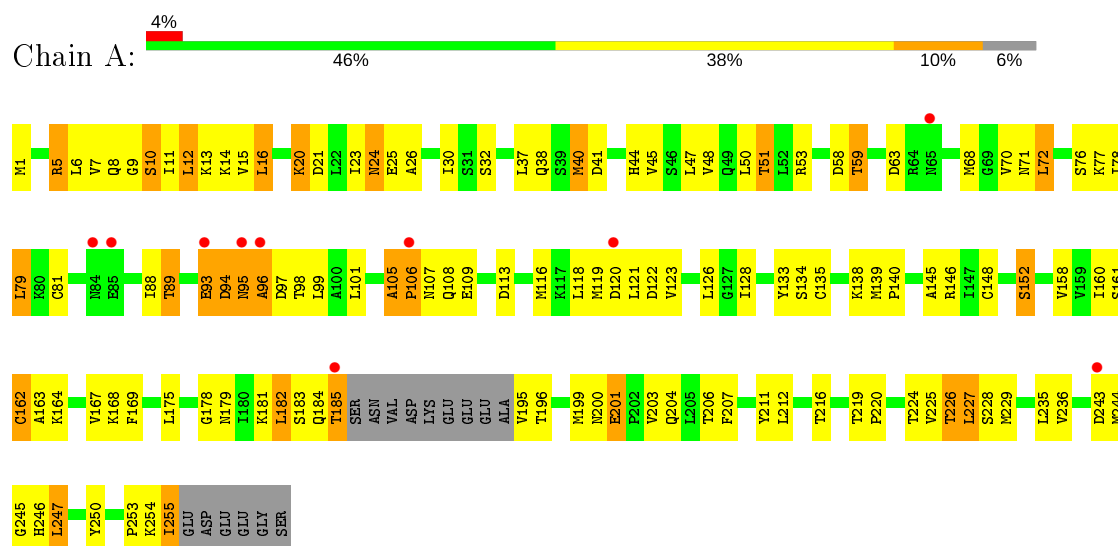 4%
Chain A:
46% 38% 10% 6%
M1 R5 L6 V7 Q8 G9 S10 I11 L12 K13 K14 V15 L16 K20 D21 L22 I23 N24 E25 A26 I30 S31 S32 L37 Q38 S39 M40 D41 H44 V45 S46 L47 V48 Q49 L50 T51 L52 R53 D58 T59 D63 R64 N65 M68 G69 V70 N71 L72 S76 K77 I78
L79 K80 C81 N84 E85 I88 T89 E93 D94 N95 A96 D97 T98 L99 A100 L101 A105 P106 N107 Q108 E109 D113 M116 K117 L118 M119 D120 L121 D122 V123 L126 G127 I128 Y133 S134 C135 K138 M139 P140 A145 R146 I147 C148 S152 V158 V159 I160 S161
C162 A163 K164 V167 K168 F169 L175 G178 N179 I180 K181 L182 S183 Q184 T185 SER ASN VAL ASP LYS GLU GLU GLU ALA V195 T196 M199 N200 E201 P202 V203 Q204 L205 T206 F207 Y211 L212 T216 T219 P220 T224 V225 T226 L227 S228 M229 L235 V236 D243 M244
G245 H246 L247 Y250 P253 K254 I255 GLU ASP GLU GLU GLY SER